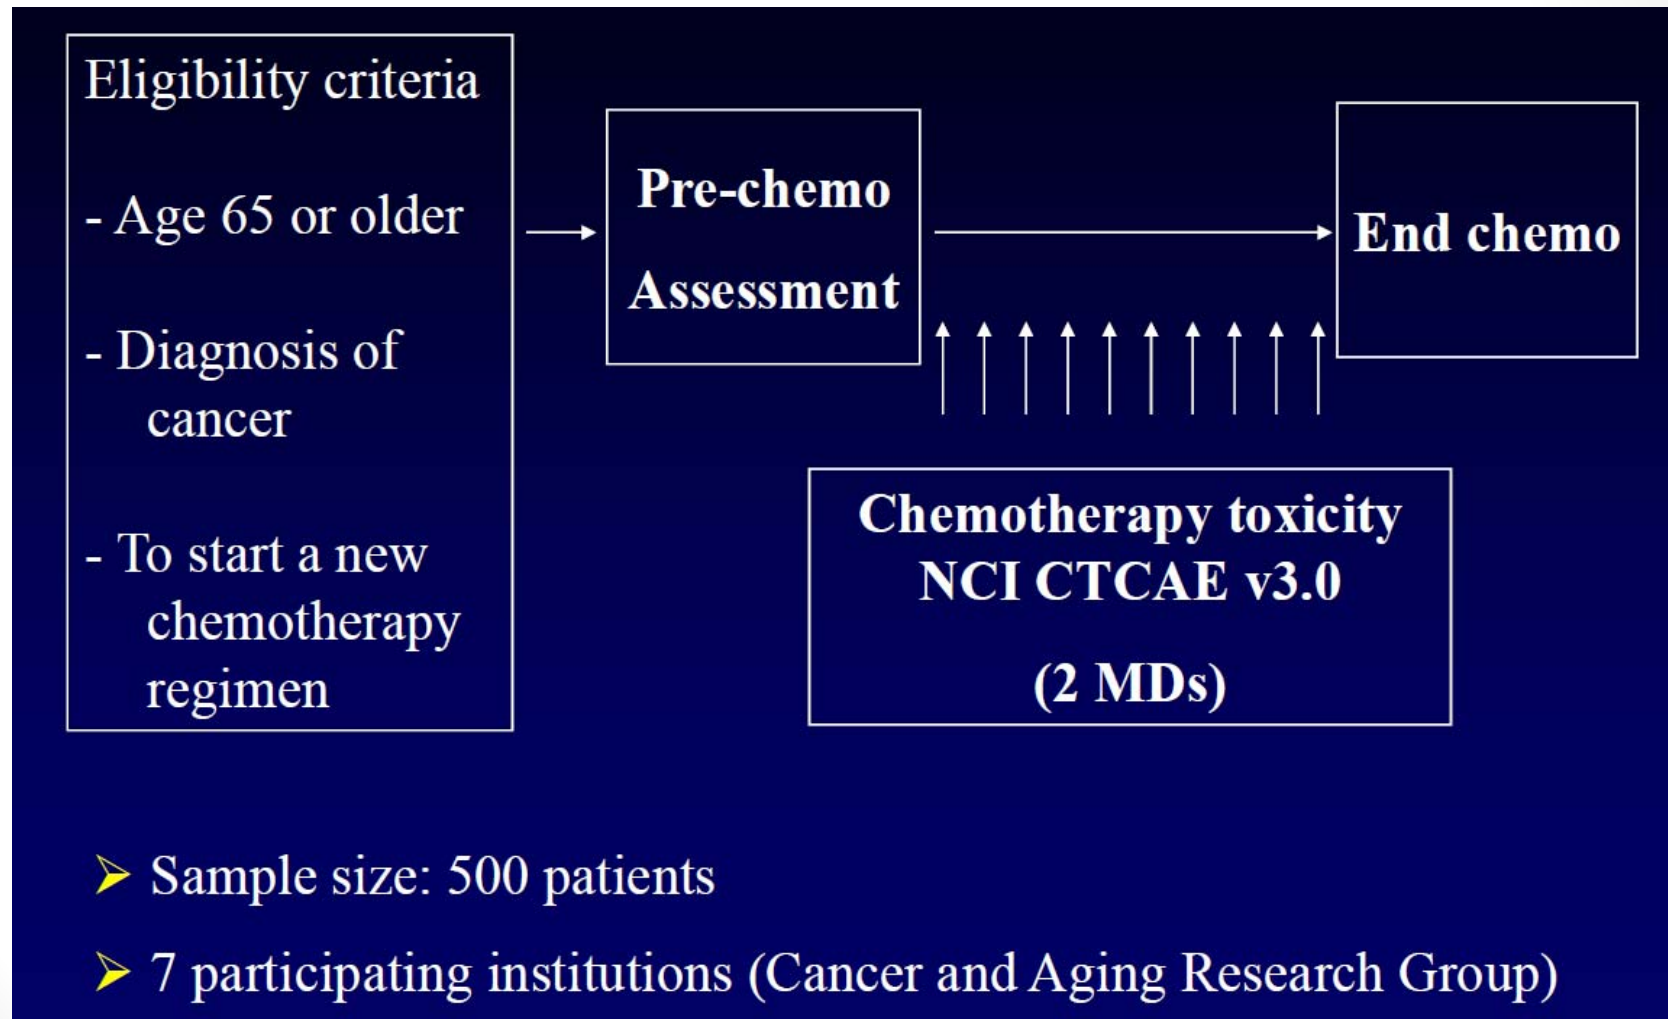 Eligibility criteria
- Age 65 or older
- Diagnosis of
cancer
- To start a new
chemotherapy
regimen
Pre-chemo
Assessment
End chemo
Chemotherapy toxicity
NCI CTCAE v3.0
(2 MDs)
Sample size: 500 patients
7 participating institutions (Cancer and Aging Research Group)